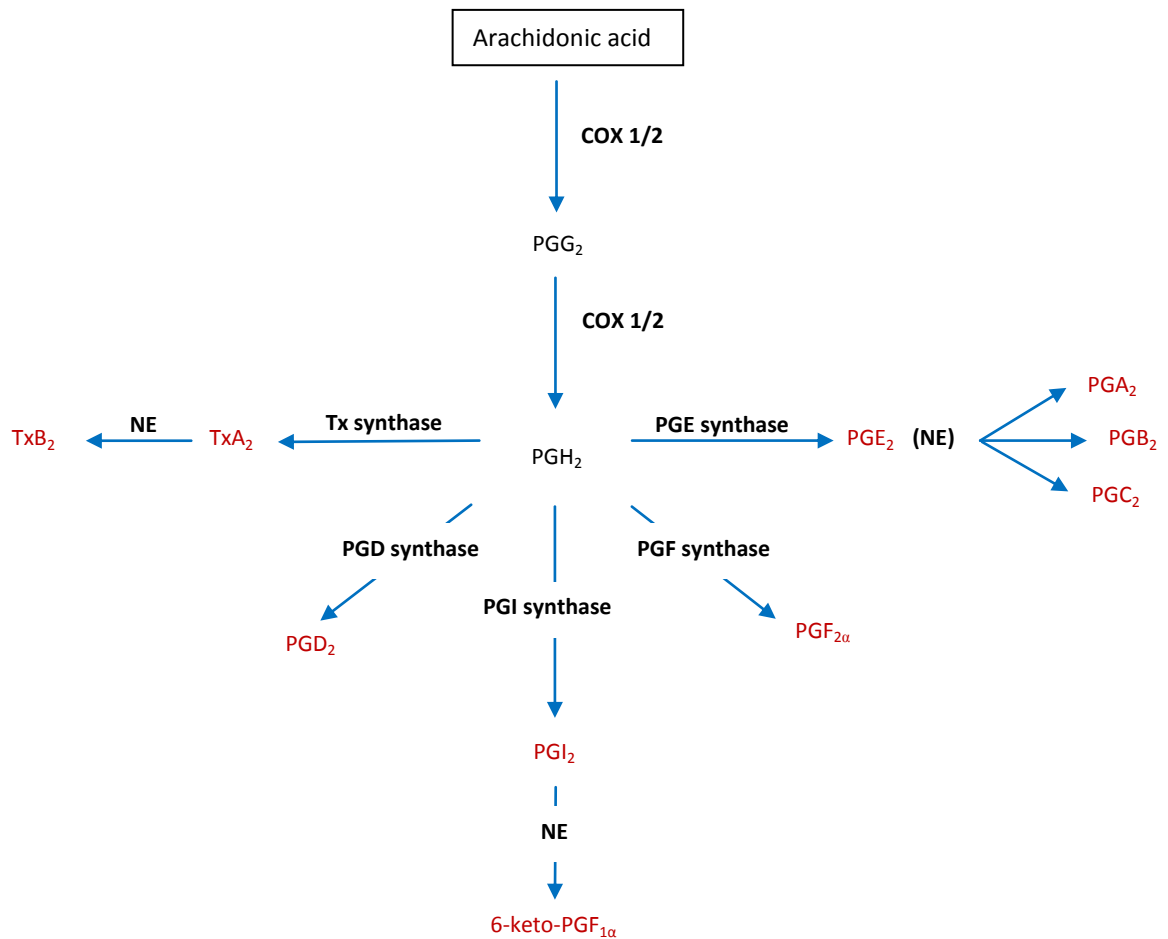 Arachidonic acid
COX 1/2
PGG₂
COX 1/2
PGA₂
TxB₂ NE TxA₂ Tx synthase PGE synthase PGE₂ (NE) PGB₂
PGH₂
PGC₂
PGD synthase PGF synthase
PGI synthase
PGD₂ PGF₂α
PGI₂
NE
6-keto-PGF₁α